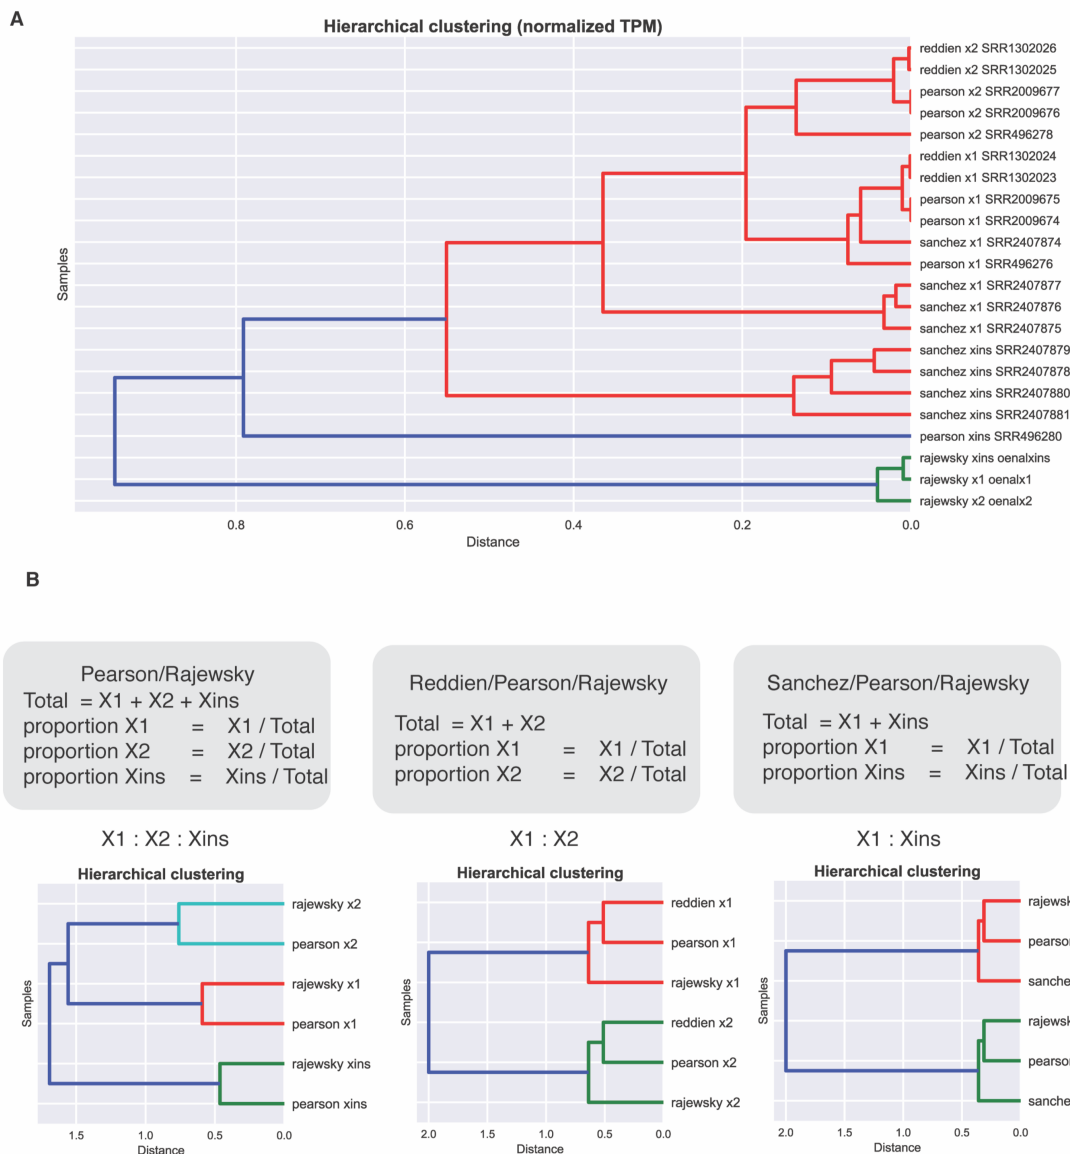 A
Hierarchical clustering (normalized TPM)
reddien x2 SRR1302026
reddien x2 SRR1302025
pearson x2 SRR2009677
pearson x2 SRR2009676
pearson x2 SRR496278
reddien x1 SRR1302024
reddien x1 SRR1302023
pearson x1 SRR2009675
pearson x1 SRR2009674
sanchez x1 SRR2407874
pearson x1 SRR496276
sanchez x1 SRR2407877
sanchez x1 SRR2407876
sanchez x1 SRR2407875
sanchez xins SRR2407879
sanchez xins SRR2407878
sanchez xins SRR2407880
sanchez xins SRR2407881
pearson xins SRR496280
rajewsky xins oenalxins
rajewsky x1 oenalx1
rajewsky x2 oenalx2
Samples
0.8 0.6 0.4 0.2 0.0
Distance
B
Pearson/Rajewsky
Total = X1 + X2 + Xins
proportion X1 = X1 / Total
proportion X2 = X2 / Total
proportion Xins = Xins / Total
X1 : X2 : Xins
Hierarchical clustering
rajewsky x2
pearson x2
rajewsky x1
pearson x1
rajewsky xins
pearson xins
Samples
1.5 1.0 0.5 0.0
Distance
Reddien/Pearson/Rajewsky
Total = X1 + X2
proportion X1 = X1 / Total
proportion X2 = X2 / Total
X1 : X2
Hierarchical clustering
reddien x1
pearson x1
rajewsky x1
reddien x2
pearson x2
rajewsky x2
Samples
2.0 1.5 1.0 0.5 0.0
Distance
Sanchez/Pearson/Rajewsky
Total = X1 + Xins
proportion X1 = X1 / Total
proportion Xins = Xins / Total
X1 : Xins
Hierarchical clustering
rajewsk
pearso
sanche
rajewsk
pearso
sanche
Samples
2.0 1.5 1.0 0.5 0.0
Distance